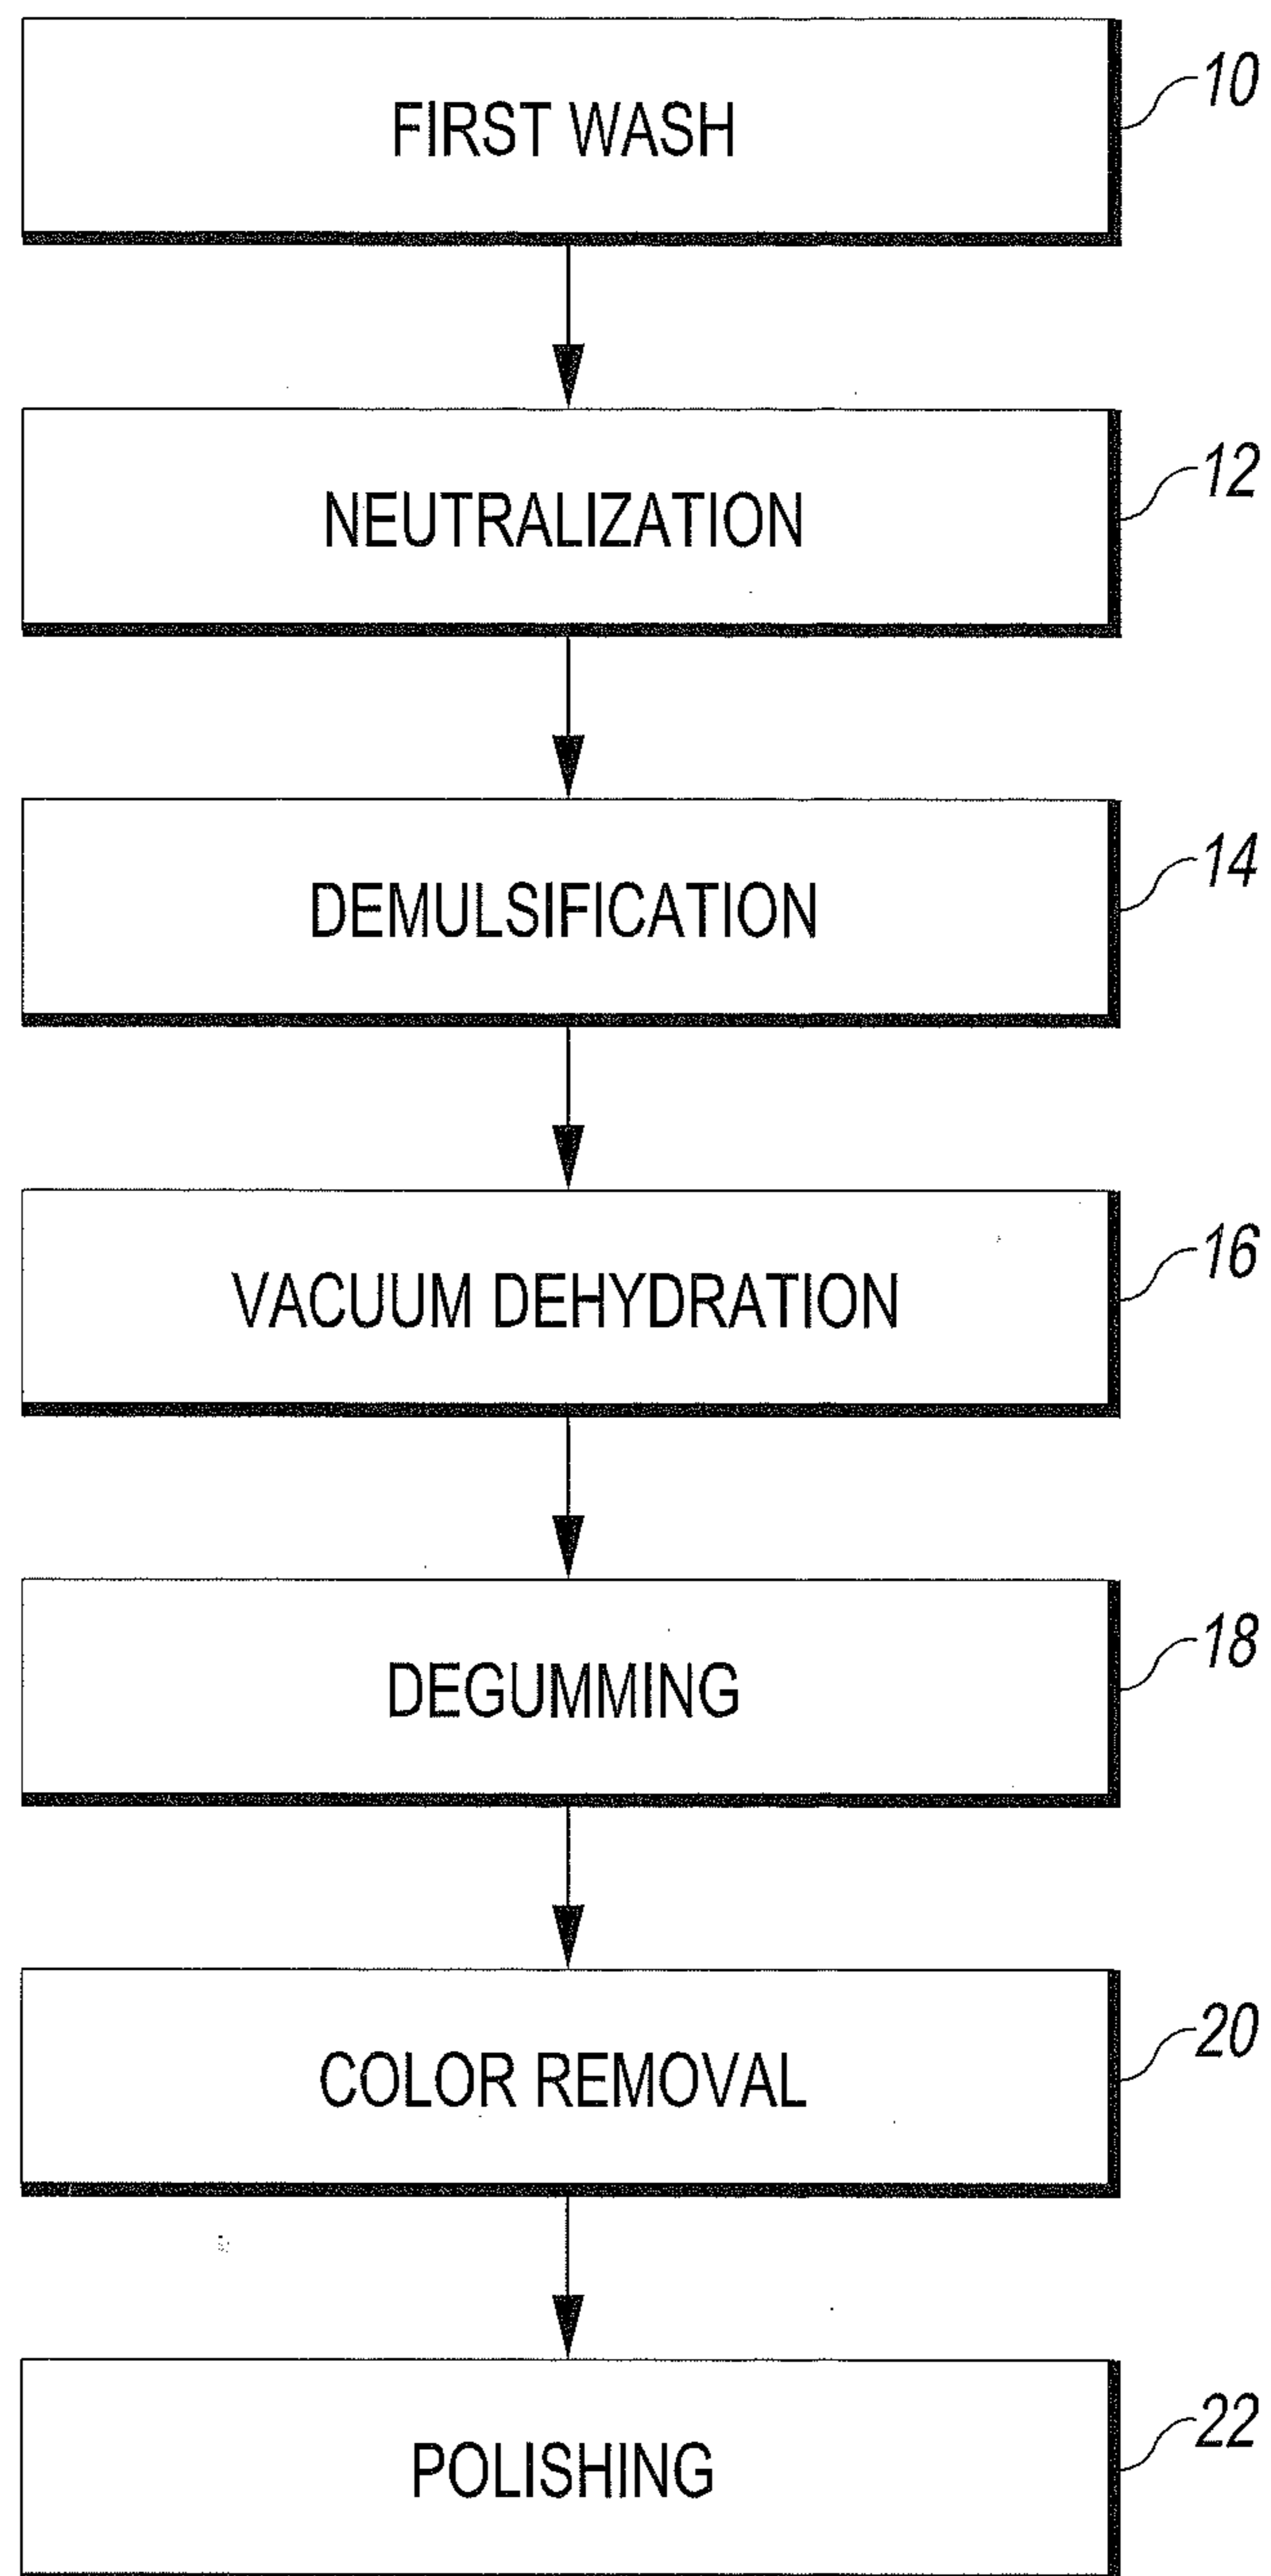 FIRST WASH
10
NEUTRALIZATION
12
DEMULSIFICATION
14
VACUUM DEHYDRATION
16
DEGUMMING
18
COLOR REMOVAL
20
POLISHING
22